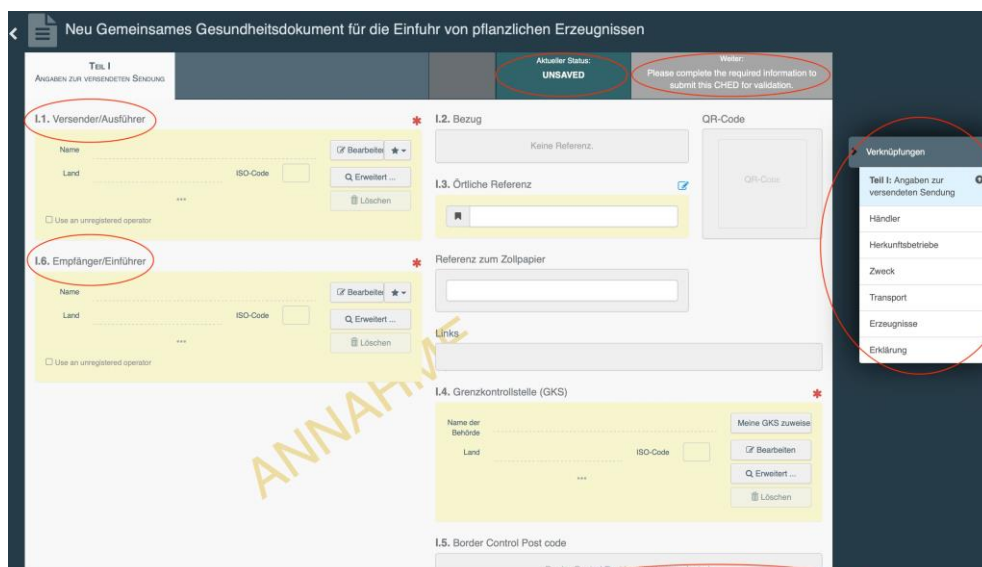 Neu Gemeinsames Gesundheitsdokument für die Einfuhr von pflanzlichen Erzeugnissen
TEIL I
ANGABEN ZUR VERSENDETEN SENDUNG
Aktueller Status:
UNSAVED
Weiter:
Please complete the required information to
submit this CHED for validation.
I.1. Versender/Ausführer
Name
Bearbeiten
Land
ISO-Code
Erweitert ...
Löschen
Use an unregistered operator
I.6. Empfänger/Einführer
Name
Bearbeiten
Land
ISO-Code
Erweitert ...
Löschen
Use an unregistered operator
I.2. Bezug
Keine Referenz.
I.3. Örtliche Referenz
Referenz zum Zollpapier
Links
QR-Code
QR-Code
I.4. Grenzkontrollstelle (GKS)
Name der
Behörde
Meine GKS zuweise
Land
ISO-Code
Bearbeiten
Erweitert ...
Löschen
I.5. Border Control Post code
ANNAHME
Verknüpfungen
Teil I: Angaben zur
versendeten Sendung
Händler
Herkunftsbetriebe
Zweck
Transport
Erzeugnisse
Erklärung